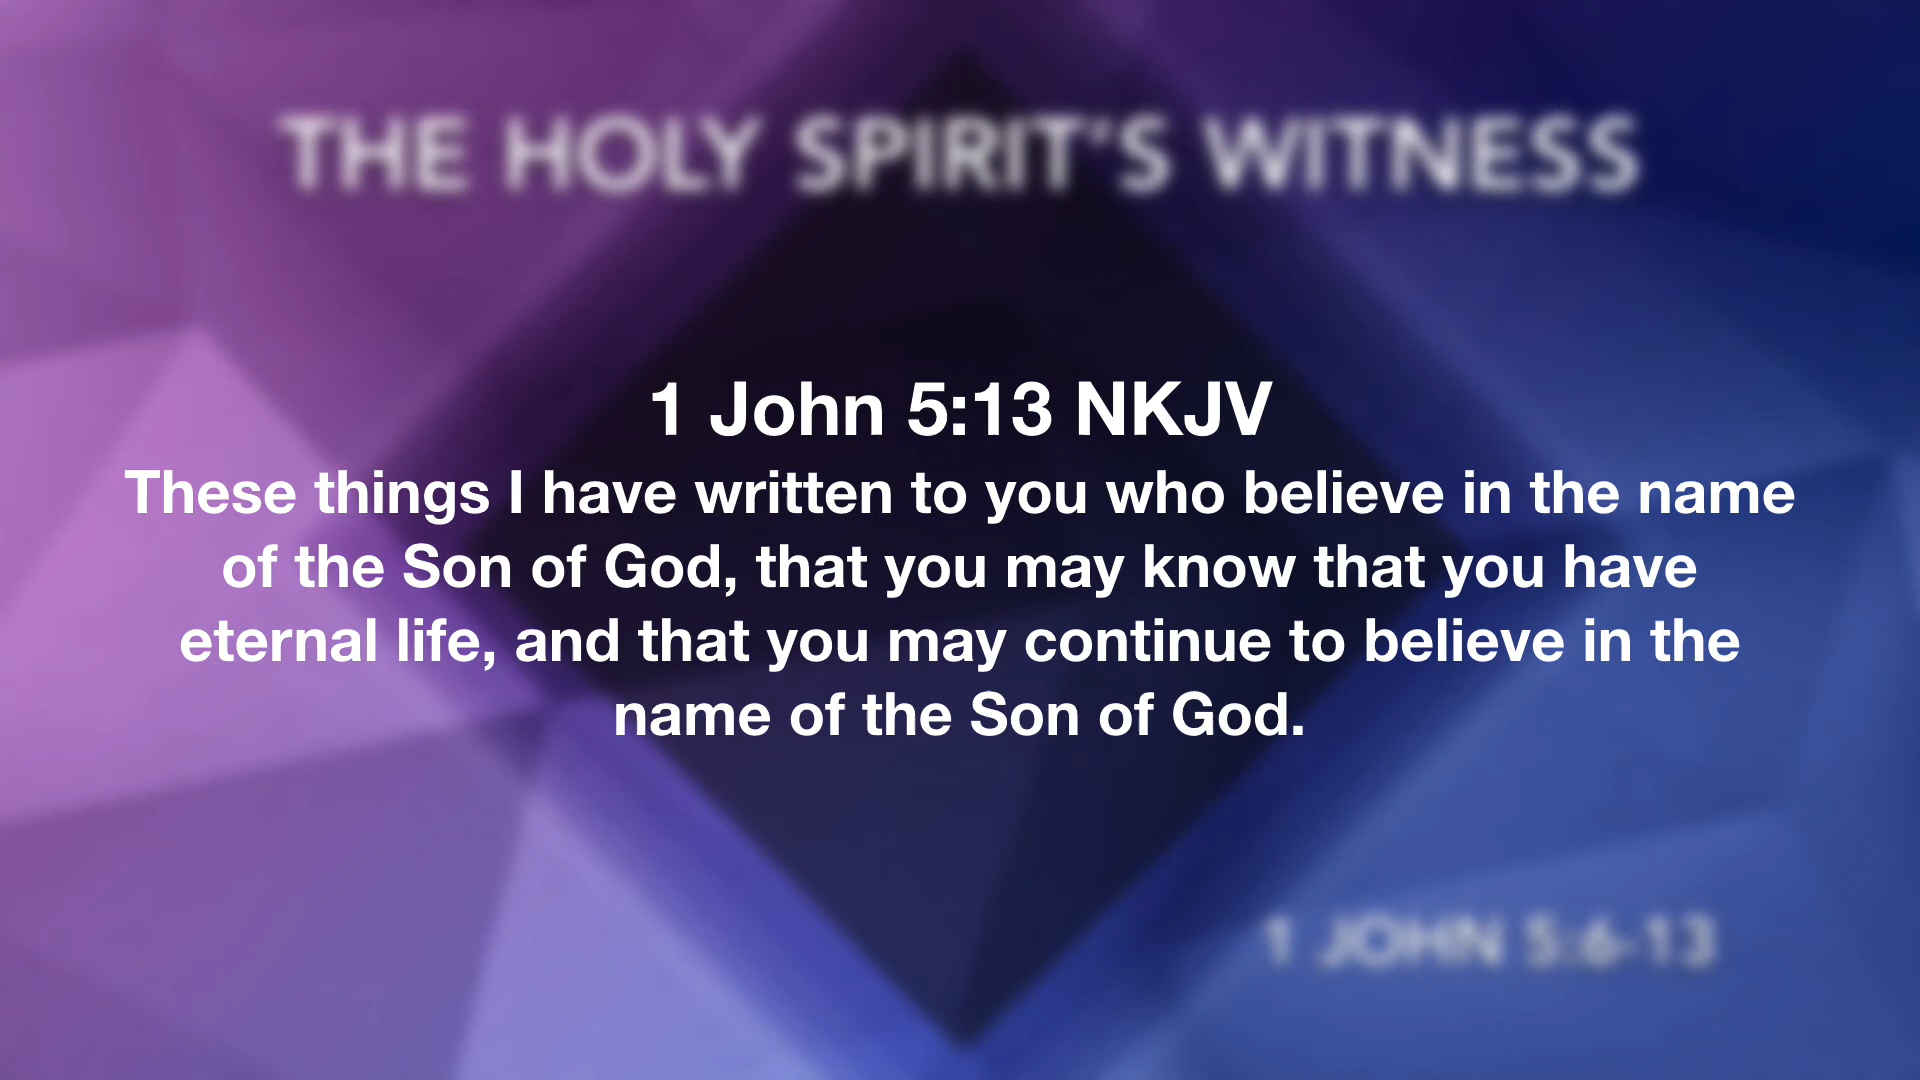 THE HOLY SPIRIT'S WITNESS
1 John 5:13 NKJV
These things I have written to you who believe in the name
of the Son of God, that you may know that you have
eternal life, and that you may continue to believe in the
name of the Son of God.
1 JOHN 5:6-13